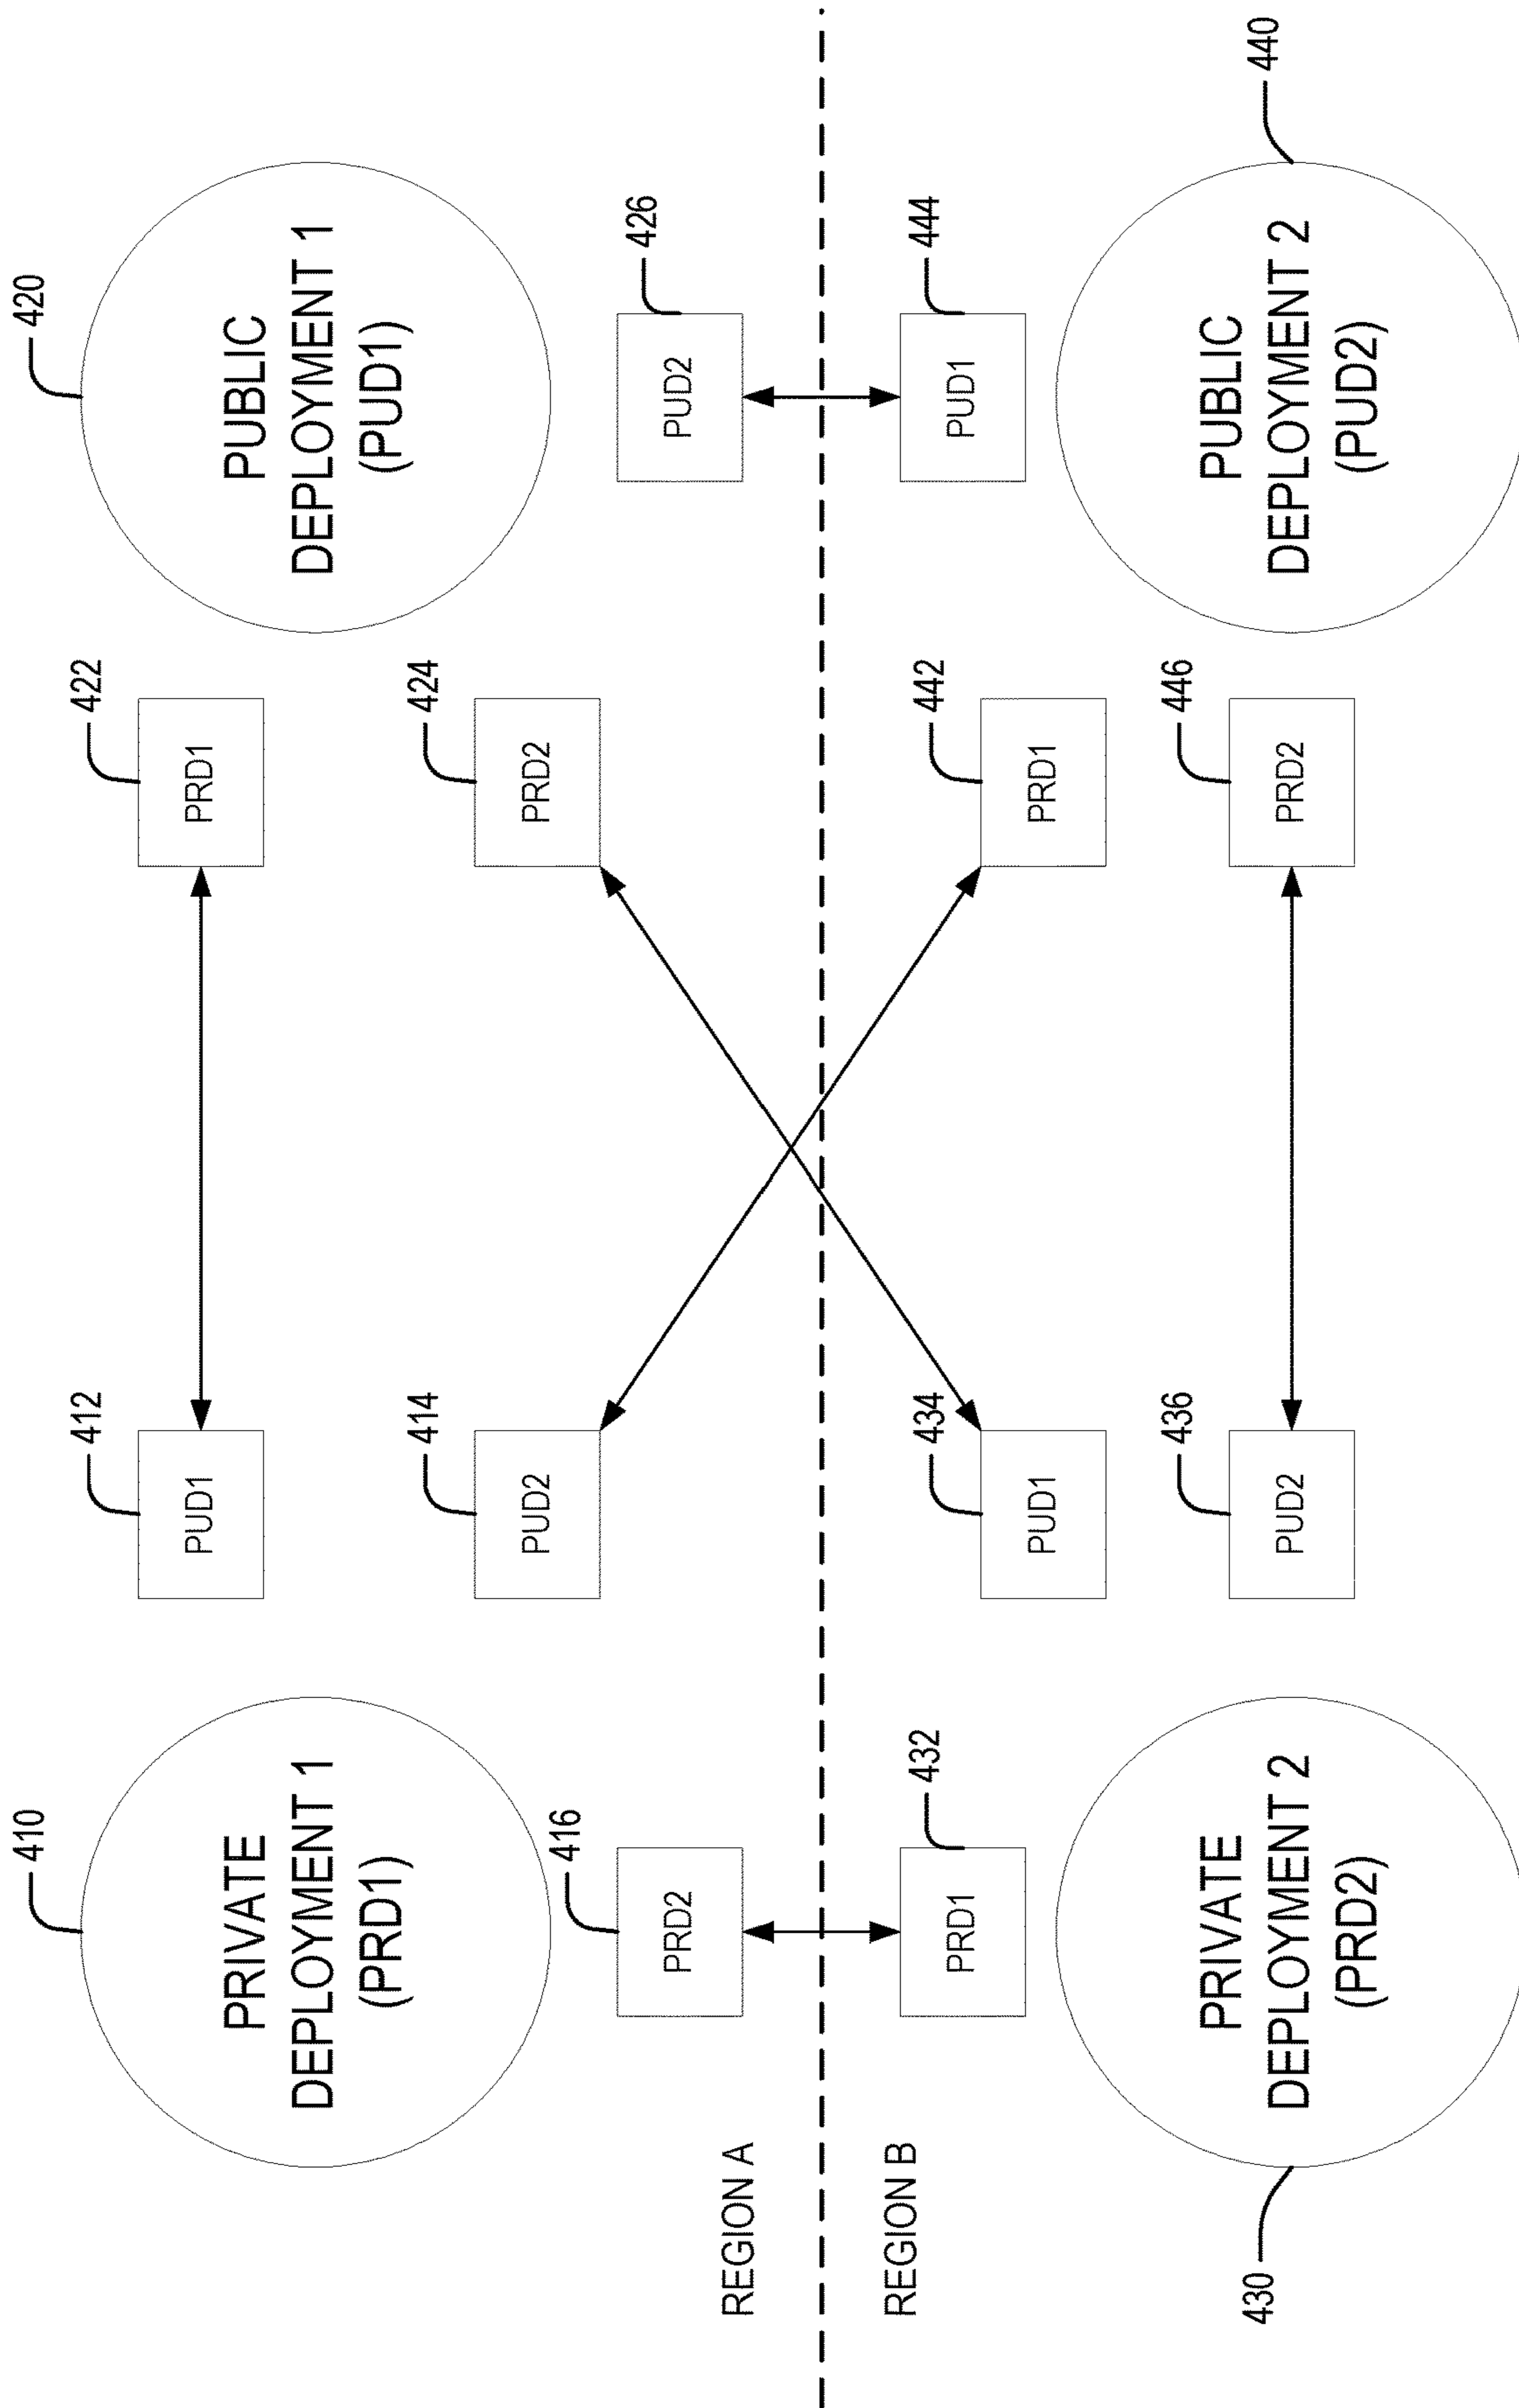 410
PRIVATE
DEPLOYMENT 1
(PRD1)
412
PUD1
422
PRD1
420
PUBLIC
DEPLOYMENT 1
(PUD1)
414
PUD2
424
PRD2
416
PRD2
426
PUD2
REGION A
REGION B
432
PRD1
434
PUD1
442
PRD1
444
PUD1
430
PRIVATE
DEPLOYMENT 2
(PRD2)
436
PUD2
446
PRD2
440
PUBLIC
DEPLOYMENT 2
(PUD2)